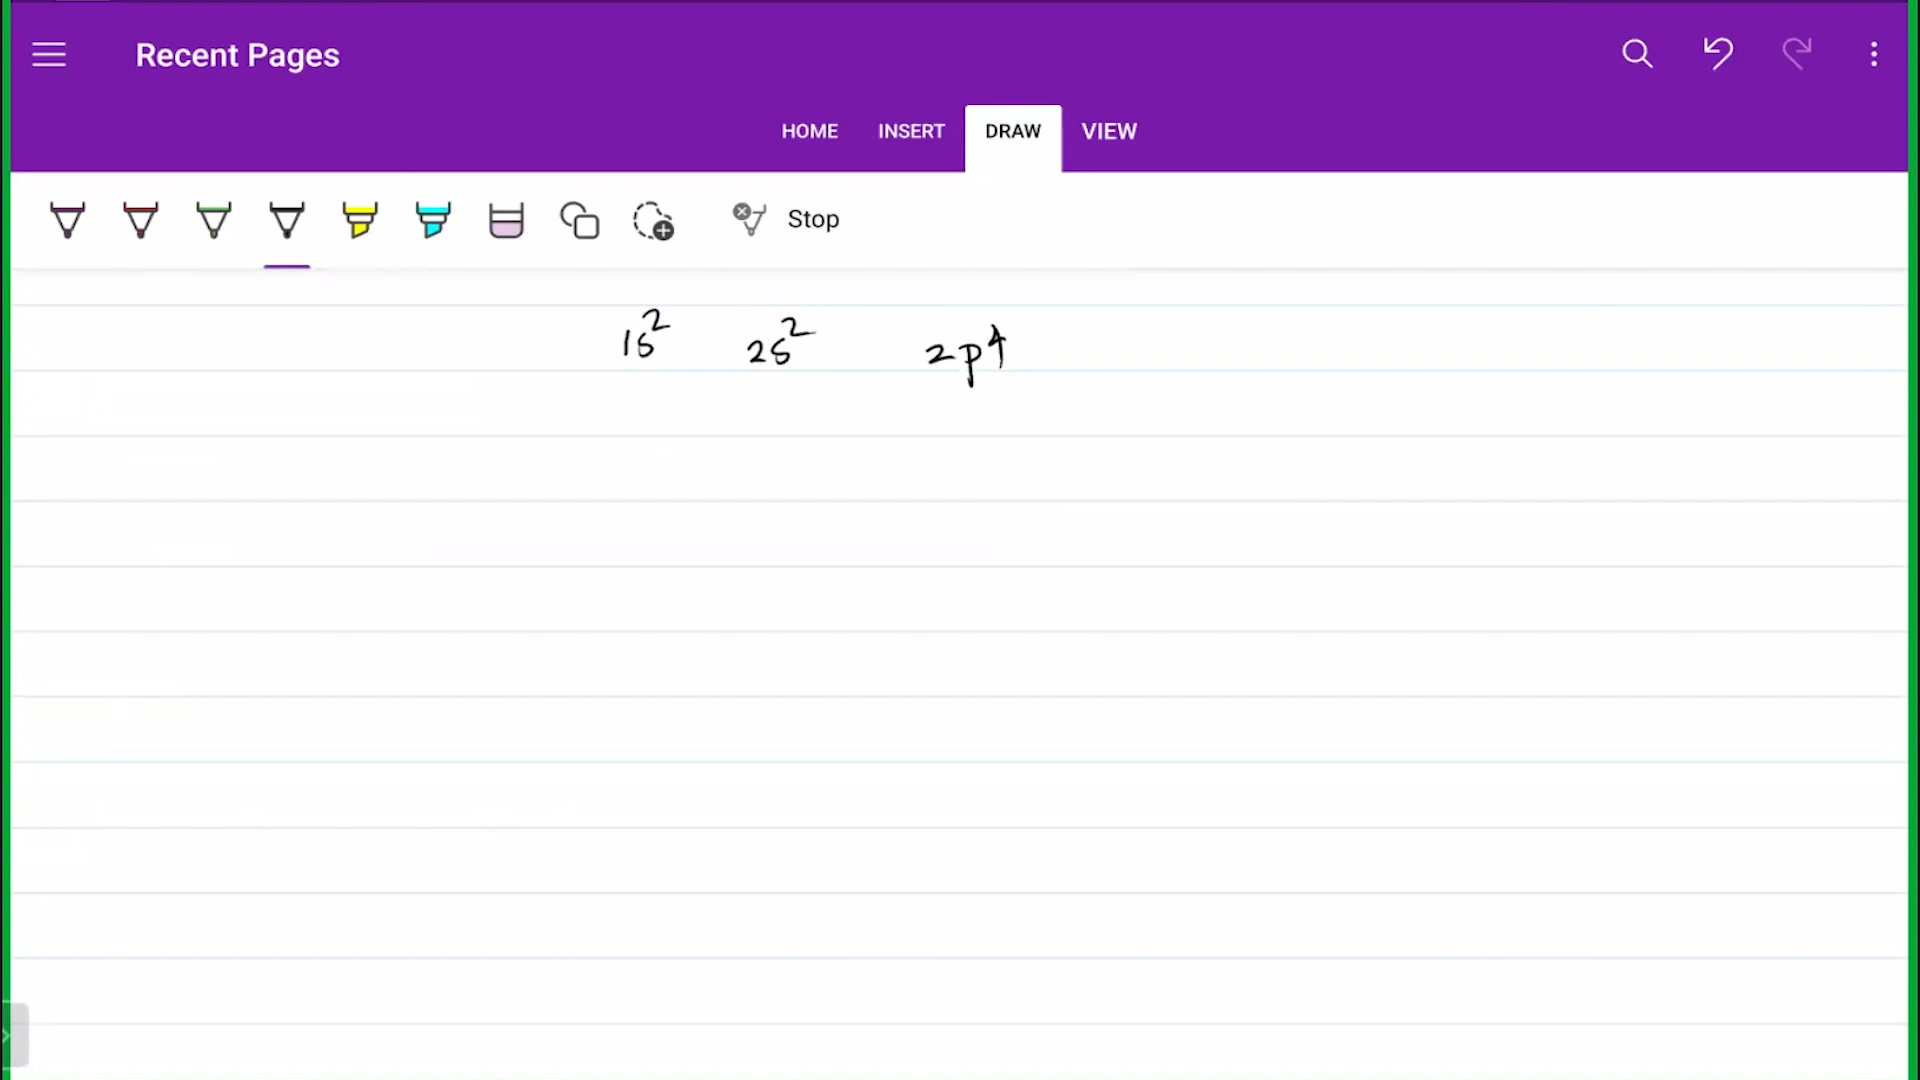 Recent Pages
HOME INSERT DRAW VIEW
Stop
1s² 2s² 2p⁴